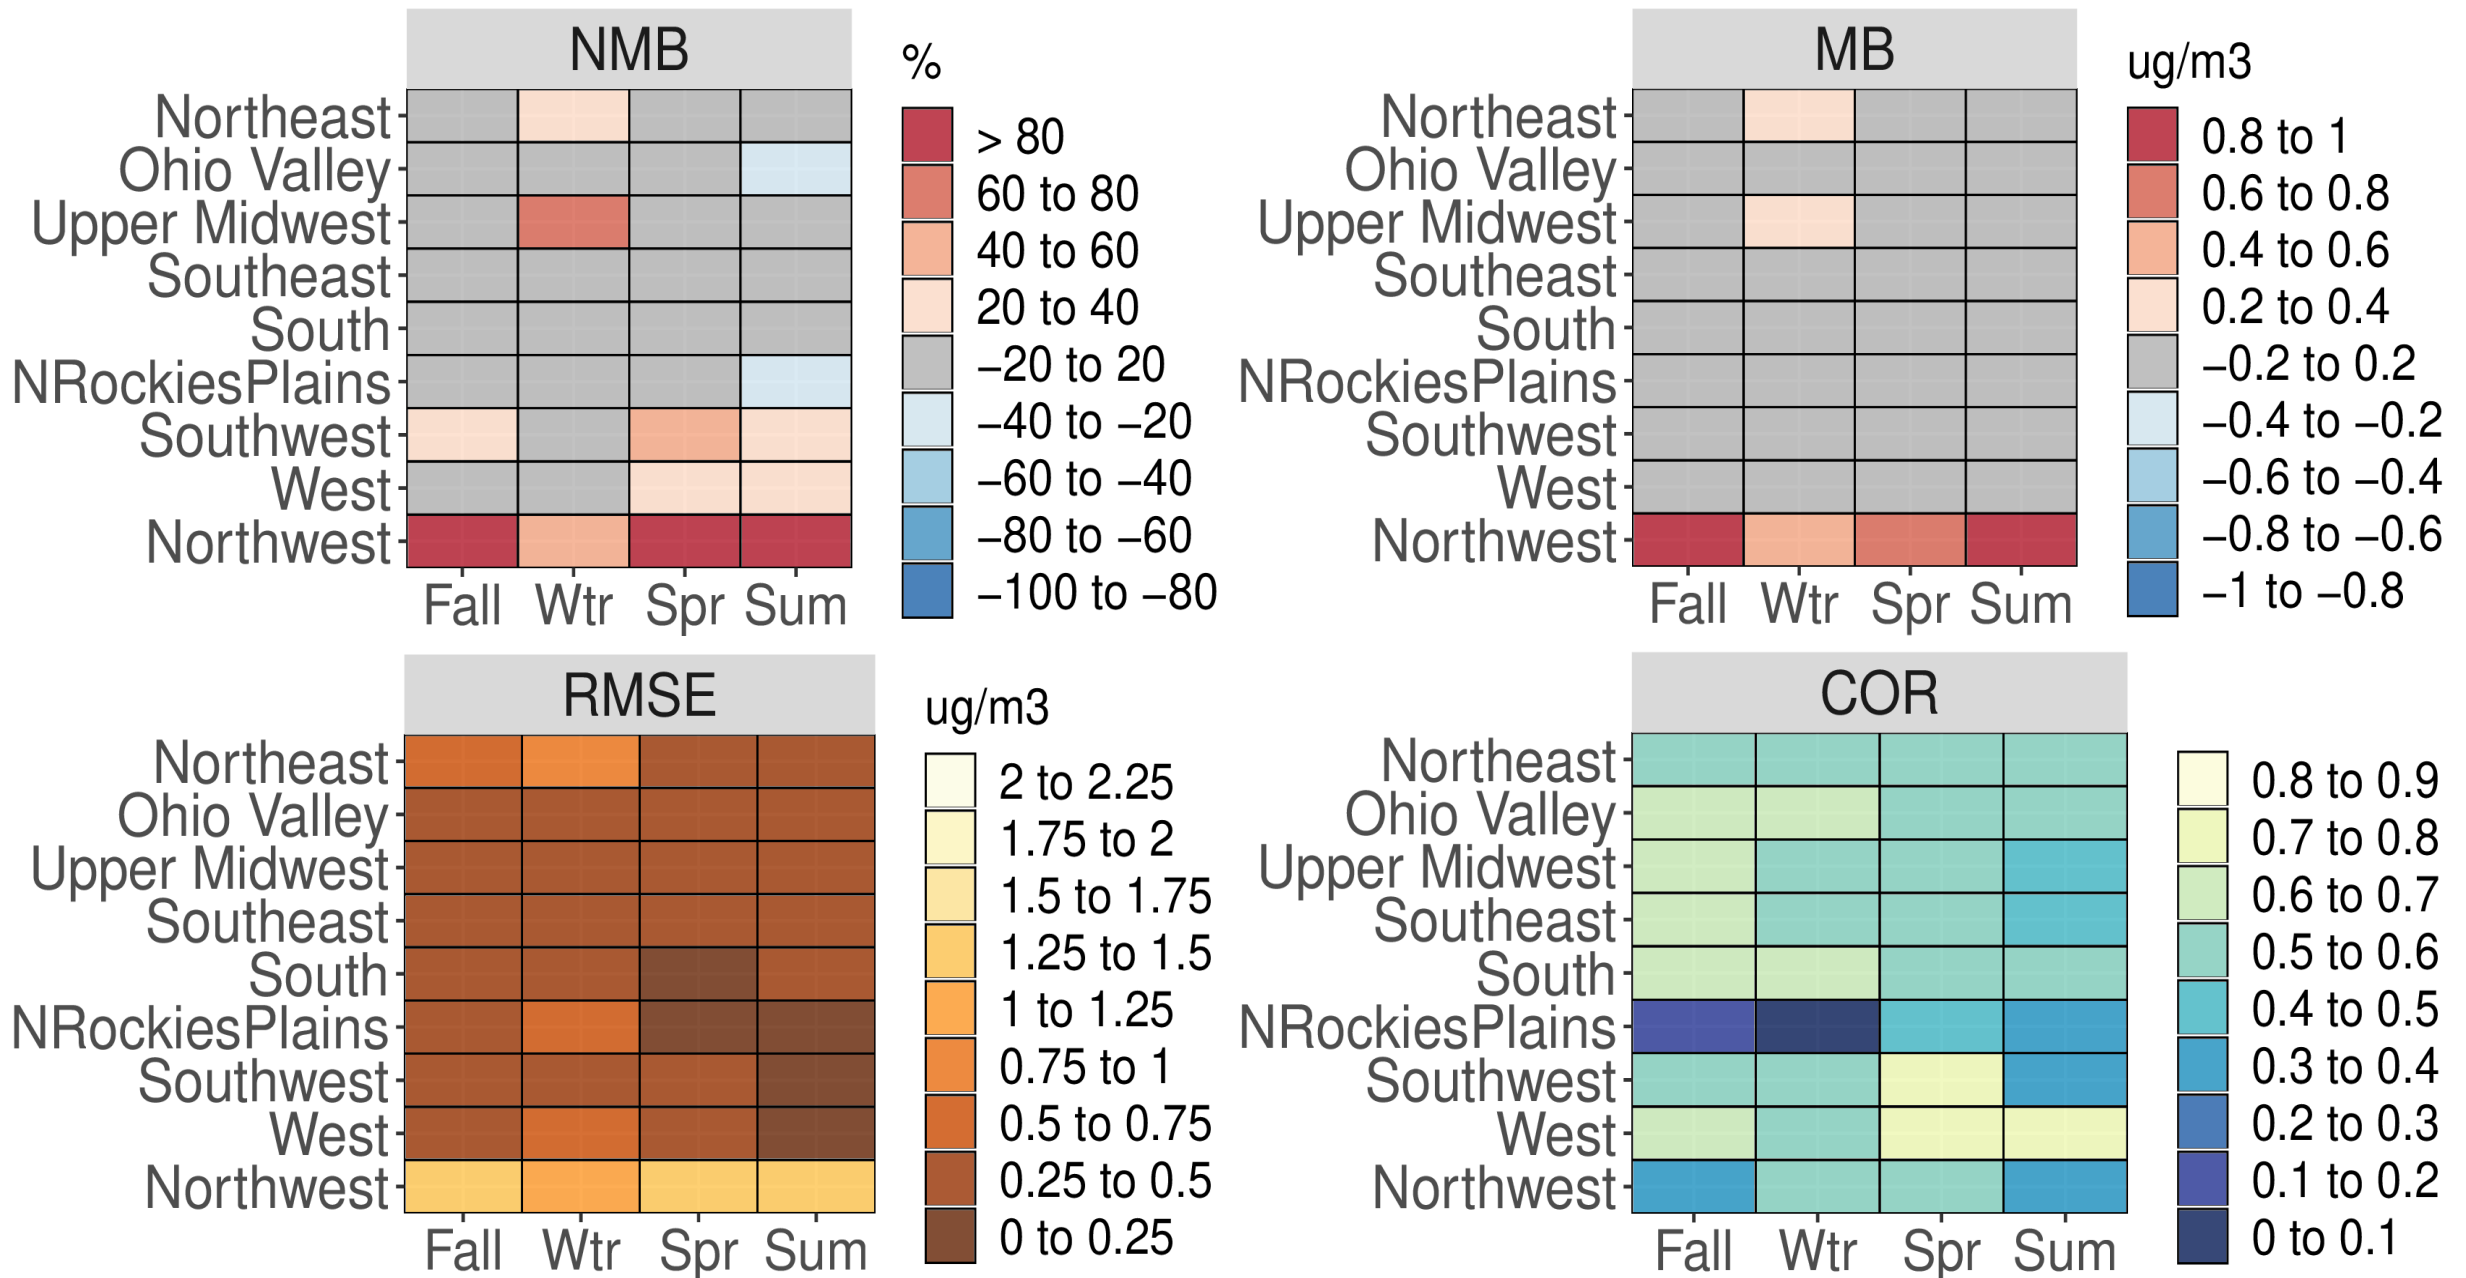 NMB
%
Northeast
Ohio Valley
Upper Midwest
Southeast
South
NRockiesPlains
Southwest
West
Northwest
Fall Wtr Spr Sum
> 80
60 to 80
40 to 60
20 to 40
−20 to 20
−40 to −20
−60 to −40
−80 to −60
−100 to −80
MB
ug/m3
Northeast
Ohio Valley
Upper Midwest
Southeast
South
NRockiesPlains
Southwest
West
Northwest
Fall Wtr Spr Sum
0.8 to 1
0.6 to 0.8
0.4 to 0.6
0.2 to 0.4
−0.2 to 0.2
−0.4 to −0.2
−0.6 to −0.4
−0.8 to −0.6
−1 to −0.8
RMSE
ug/m3
Northeast
Ohio Valley
Upper Midwest
Southeast
South
NRockiesPlains
Southwest
West
Northwest
Fall Wtr Spr Sum
2 to 2.25
1.75 to 2
1.5 to 1.75
1.25 to 1.5
1 to 1.25
0.75 to 1
0.5 to 0.75
0.25 to 0.5
0 to 0.25
COR
Northeast
Ohio Valley
Upper Midwest
Southeast
South
NRockiesPlains
Southwest
West
Northwest
Fall Wtr Spr Sum
0.8 to 0.9
0.7 to 0.8
0.6 to 0.7
0.5 to 0.6
0.4 to 0.5
0.3 to 0.4
0.2 to 0.3
0.1 to 0.2
0 to 0.1